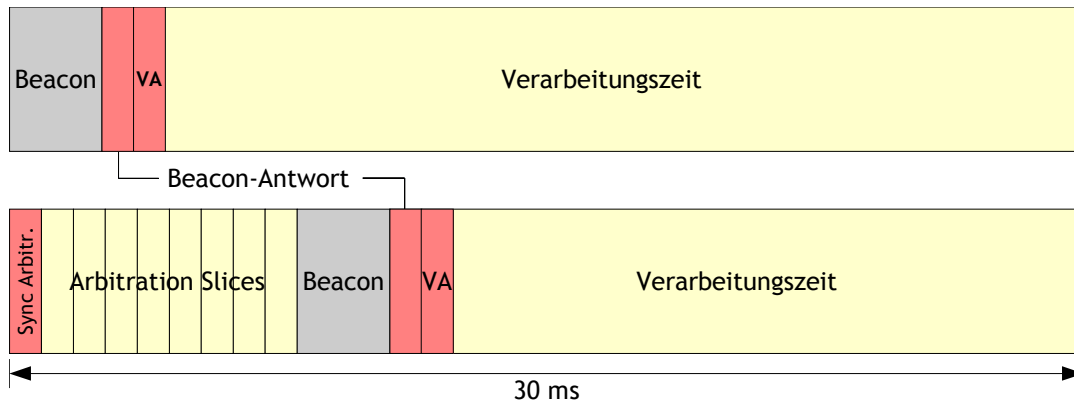 Beacon
VA
Verarbeitungszeit
Beacon-Antwort
Sync Arbitr.
Arbitration Slices
Beacon
VA
Verarbeitungszeit
30 ms